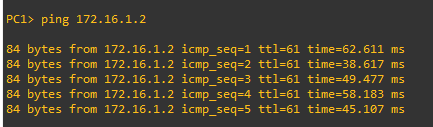 PC1> ping 172.16.1.2
84 bytes from 172.16.1.2 icmp_seq=1 ttl=61 time=62.611 ms
84 bytes from 172.16.1.2 icmp_seq=2 ttl=61 time=38.617 ms
84 bytes from 172.16.1.2 icmp_seq=3 ttl=61 time=49.477 ms
84 bytes from 172.16.1.2 icmp_seq=4 ttl=61 time=58.183 ms
84 bytes from 172.16.1.2 icmp_seq=5 ttl=61 time=45.107 ms